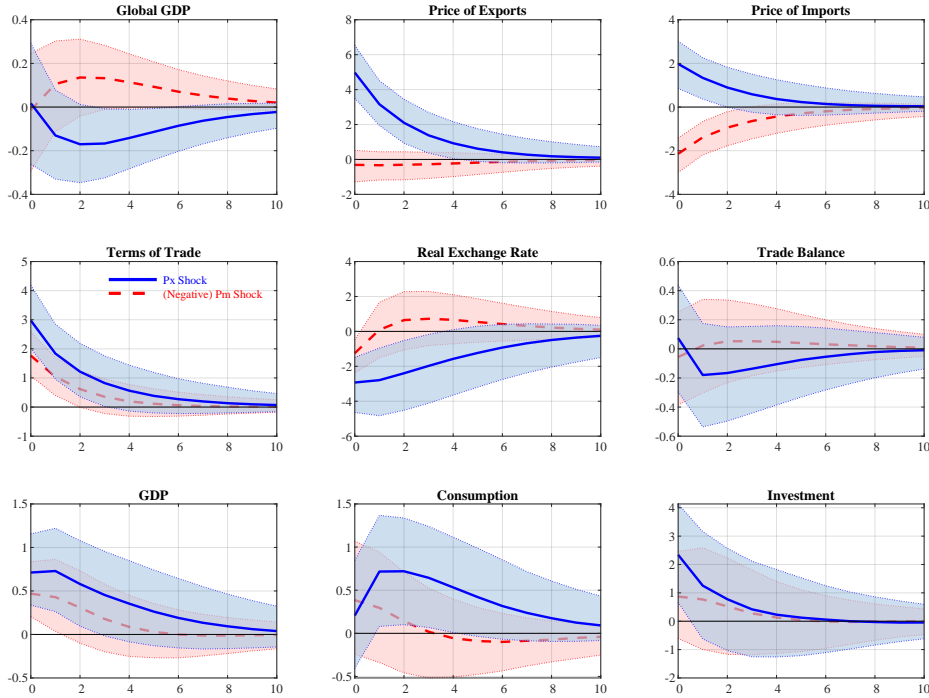 Global GDP
0.4
0.2
0
-0.2
-0.4
0 2 4 6 8 10
Price of Exports
8
6
4
2
0
-2
0 2 4 6 8 10
Price of Imports
4
2
0
-2
-4
0 2 4 6 8 10
Terms of Trade
5
4
3
2
1
0
-1
0 2 4 6 8 10
Px Shock
(Negative) Pm Shock
Real Exchange Rate
4
2
0
-2
-4
-6
0 2 4 6 8 10
Trade Balance
0.6
0.4
0.2
0
-0.2
-0.4
-0.6
0 2 4 6 8 10
GDP
1.5
1
0.5
0
-0.5
0 2 4 6 8 10
Consumption
1.5
1
0.5
0
-0.5
0 2 4 6 8 10
Investment
4
3
2
1
0
-1
-2
0 2 4 6 8 10